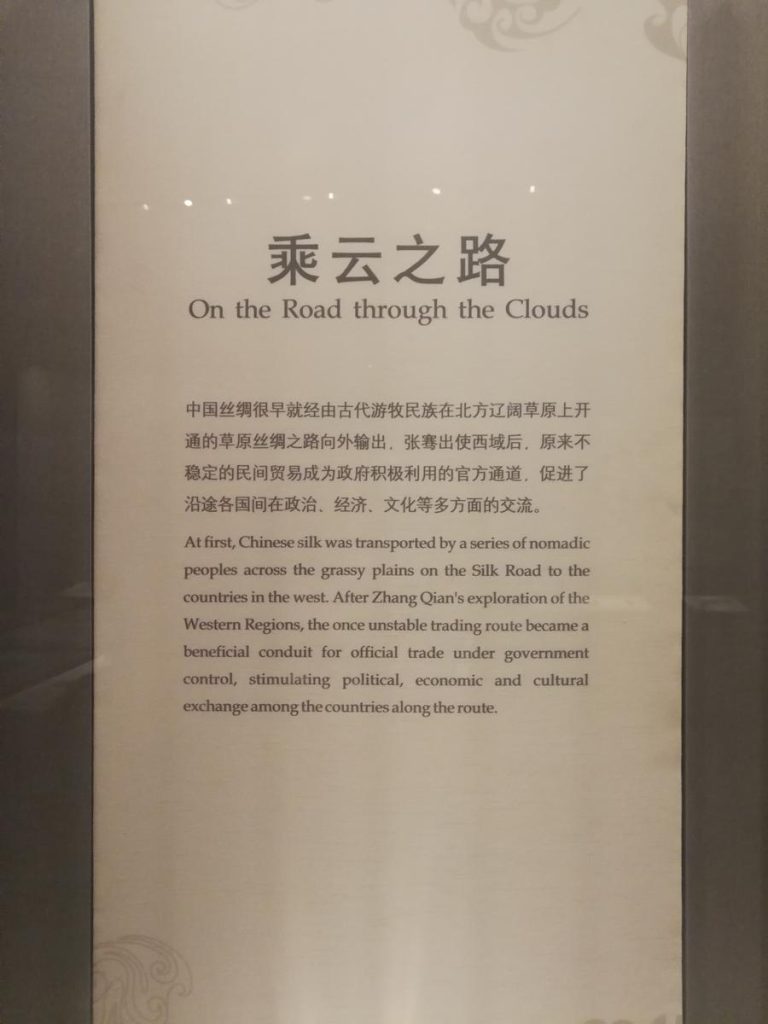 乘云之路
On the Road through the Clouds
中国丝绸很早就经由古代游牧民族在北方辽阔草原上开
通的草原丝绸之路向外输出，张骞出使西域后，原来不
稳定的民间贸易成为政府积极利用的官方通道，促进了
沿途各国间在政治、经济、文化等多方面的交流。
At first, Chinese silk was transported by a series of nomadic
peoples across the grassy plains on the Silk Road to the
countries in the west. After Zhang Qian's exploration of the
Western Regions, the once unstable trading route became a
beneficial conduit for official trade under government
control, stimulating political, economic and cultural
exchange among the countries along the route.